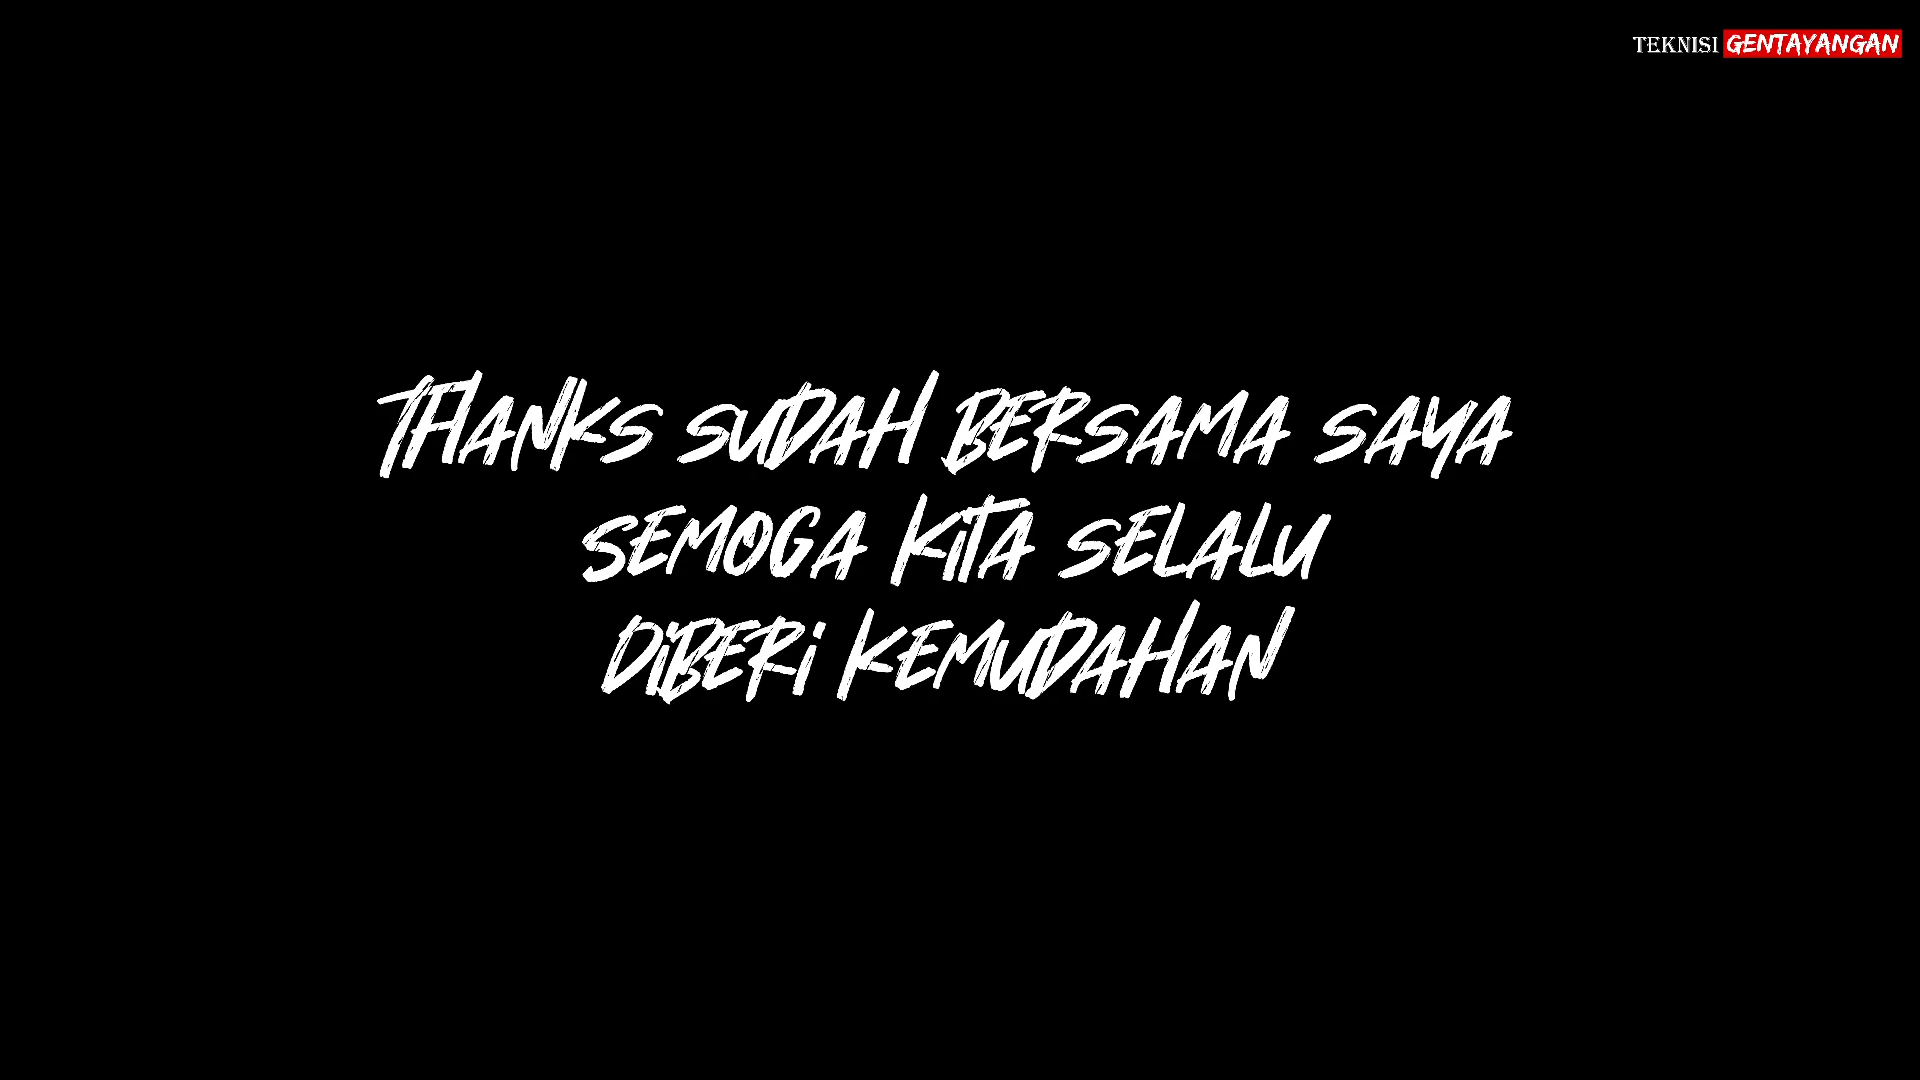 TEKNISI GENTAYANGAN
THANKS SUDAH BERSAMA SAYA
SEMOGA KITA SELALU
DIBERI KEMUDAHAN